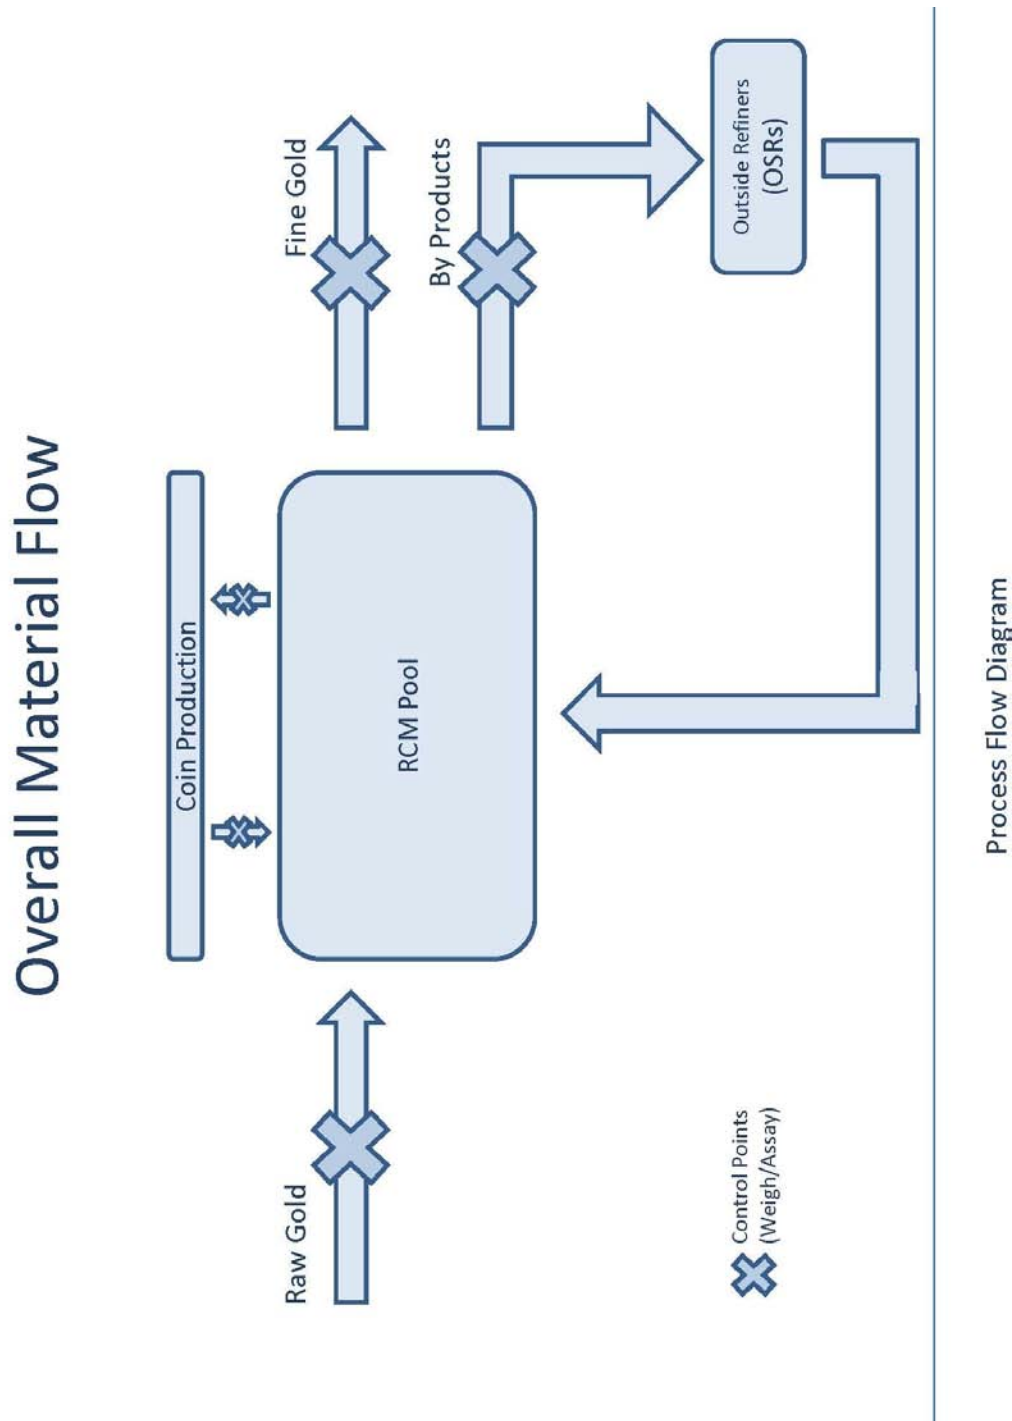 Overall Material Flow
Coin Production
RCM Pool
Raw Gold
Fine Gold
By Products
Outside Refiners
(OSRs)
Control Points
(Weigh/Assay)
Process Flow Diagram